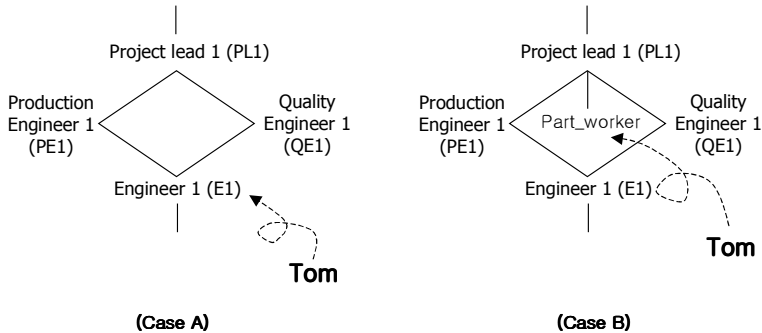 Project lead 1 (PL1)
Production
Engineer 1
(PE1)
Quality
Engineer 1
(QE1)
Engineer 1 (E1)
Tom
(Case A)
Project lead 1 (PL1)
Production
Engineer 1
(PE1)
Part_worker
Quality
Engineer 1
(QE1)
Engineer 1 (E1)
Tom
(Case B)